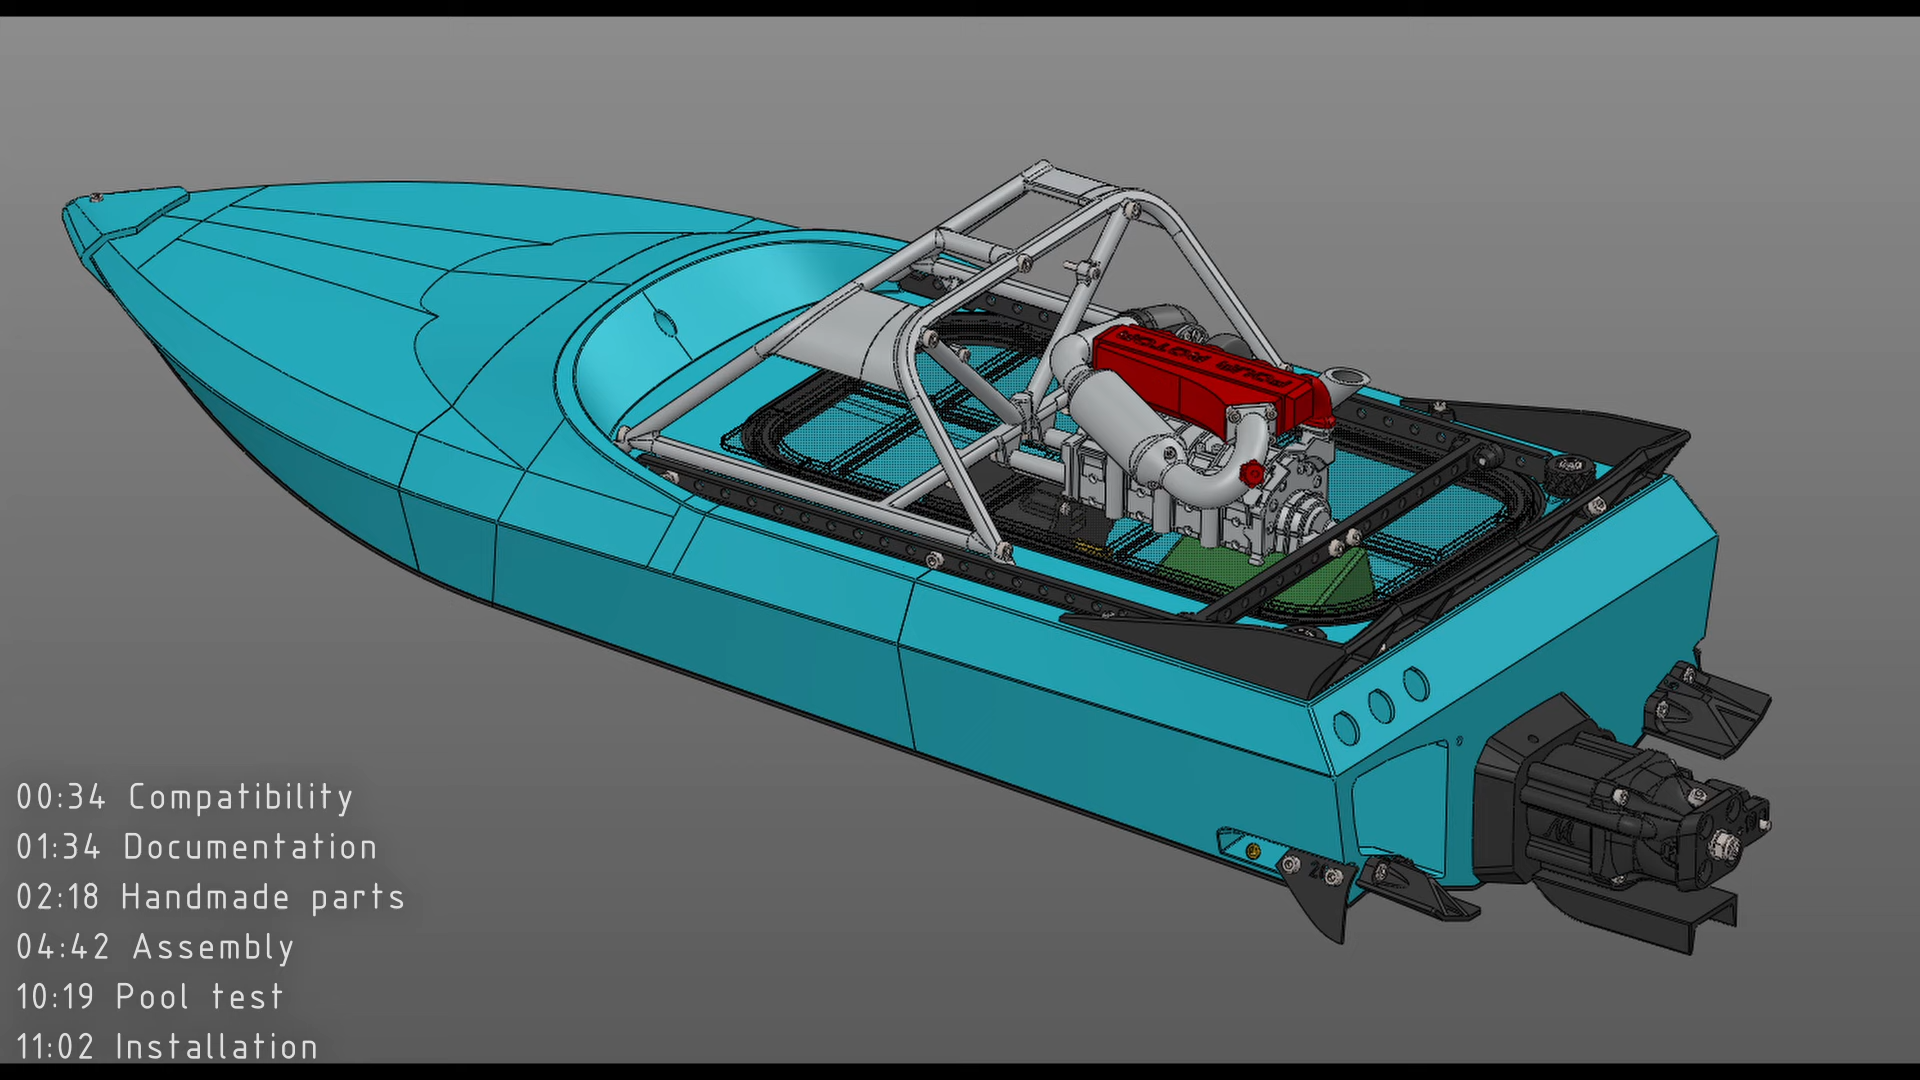 00:34 Compatibility
01:34 Documentation
02:18 Handmade parts
04:42 Assembly
10:19 Pool test
11:02 Installation